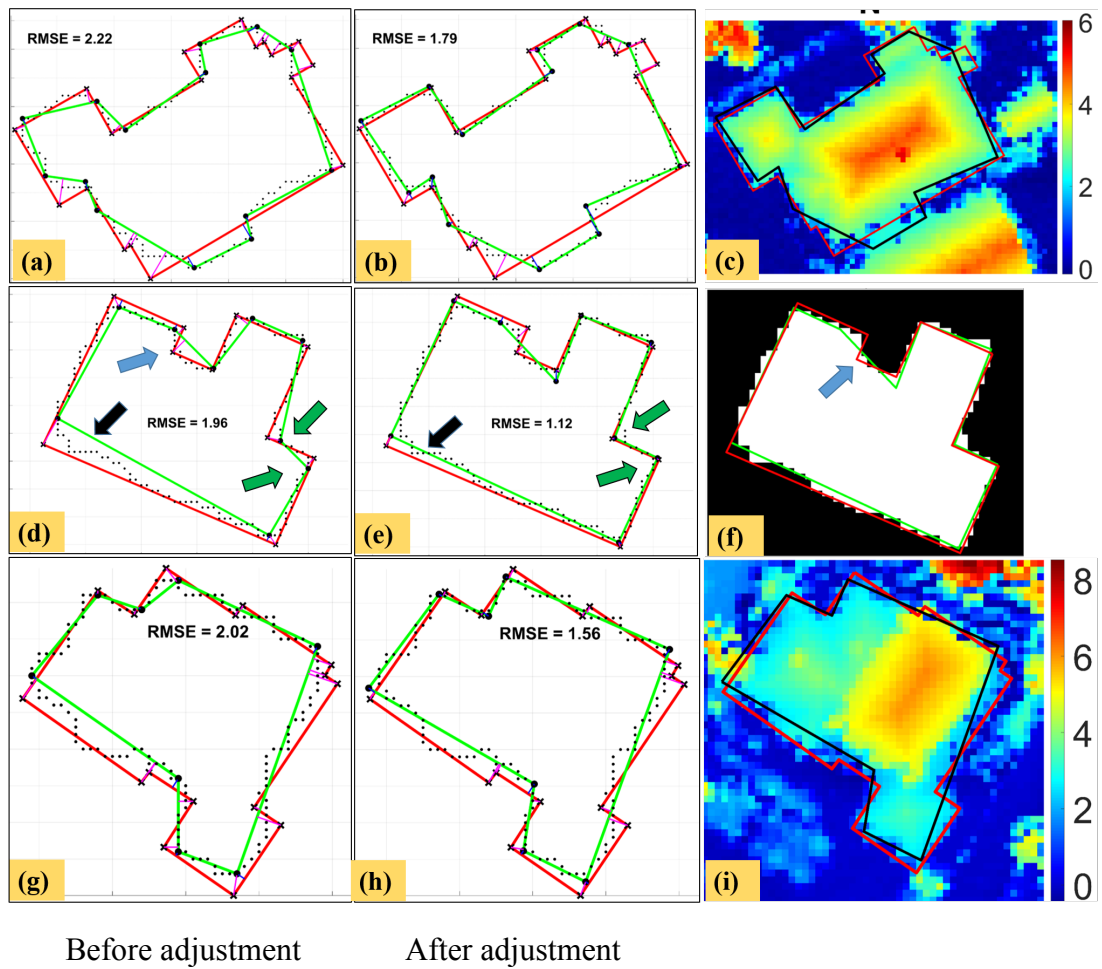 RMSE = 2.22
(a)
RMSE = 1.79
(b)
N
6
4
2
0
(c)
RMSE = 1.96
(d)
RMSE = 1.12
(e)
(f)
RMSE = 2.02
(g)
RMSE = 1.56
(h)
8
6
4
2
0
(i)
Before adjustment
After adjustment